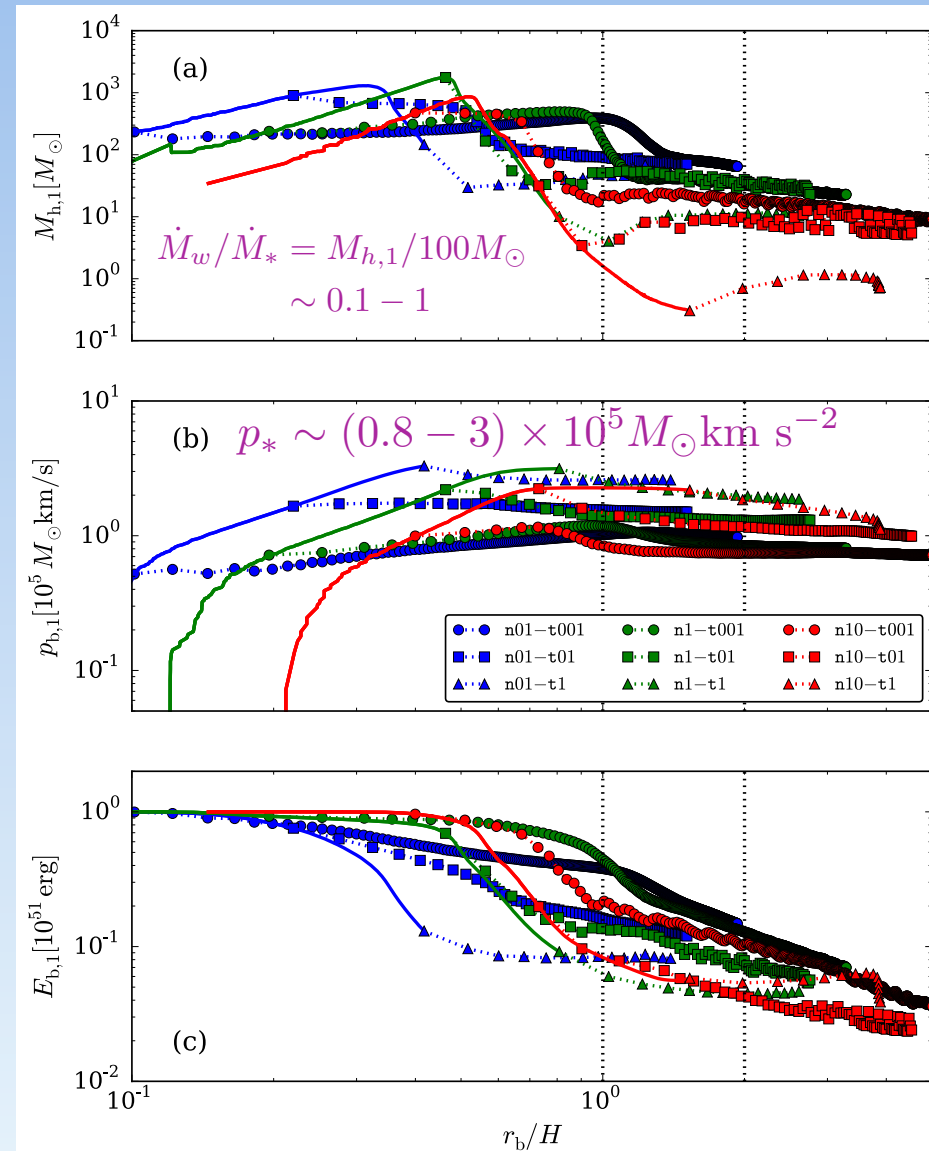 10^4
10^3
10^2
10^1
10^0
10^-1
M_h,1[M_⊙]
(a)
Ṁ_w/Ṁ_* = M_h,1/100M_⊙
∼ 0.1 − 1
10^1
10^0
10^-1
p_b,1[10^5 M_⊙km/s]
(b) p_* ∼ (0.8 − 3) × 10^5 M_⊙km s^−2
n01−t001 n1−t001 n10−t001
n01−t01 n1−t01 n10−t01
n01−t1 n1−t1 n10−t1
10^0
10^-1
10^-2
E_b,1[10^51 erg]
(c)
10^-1 10^0
r_b/H